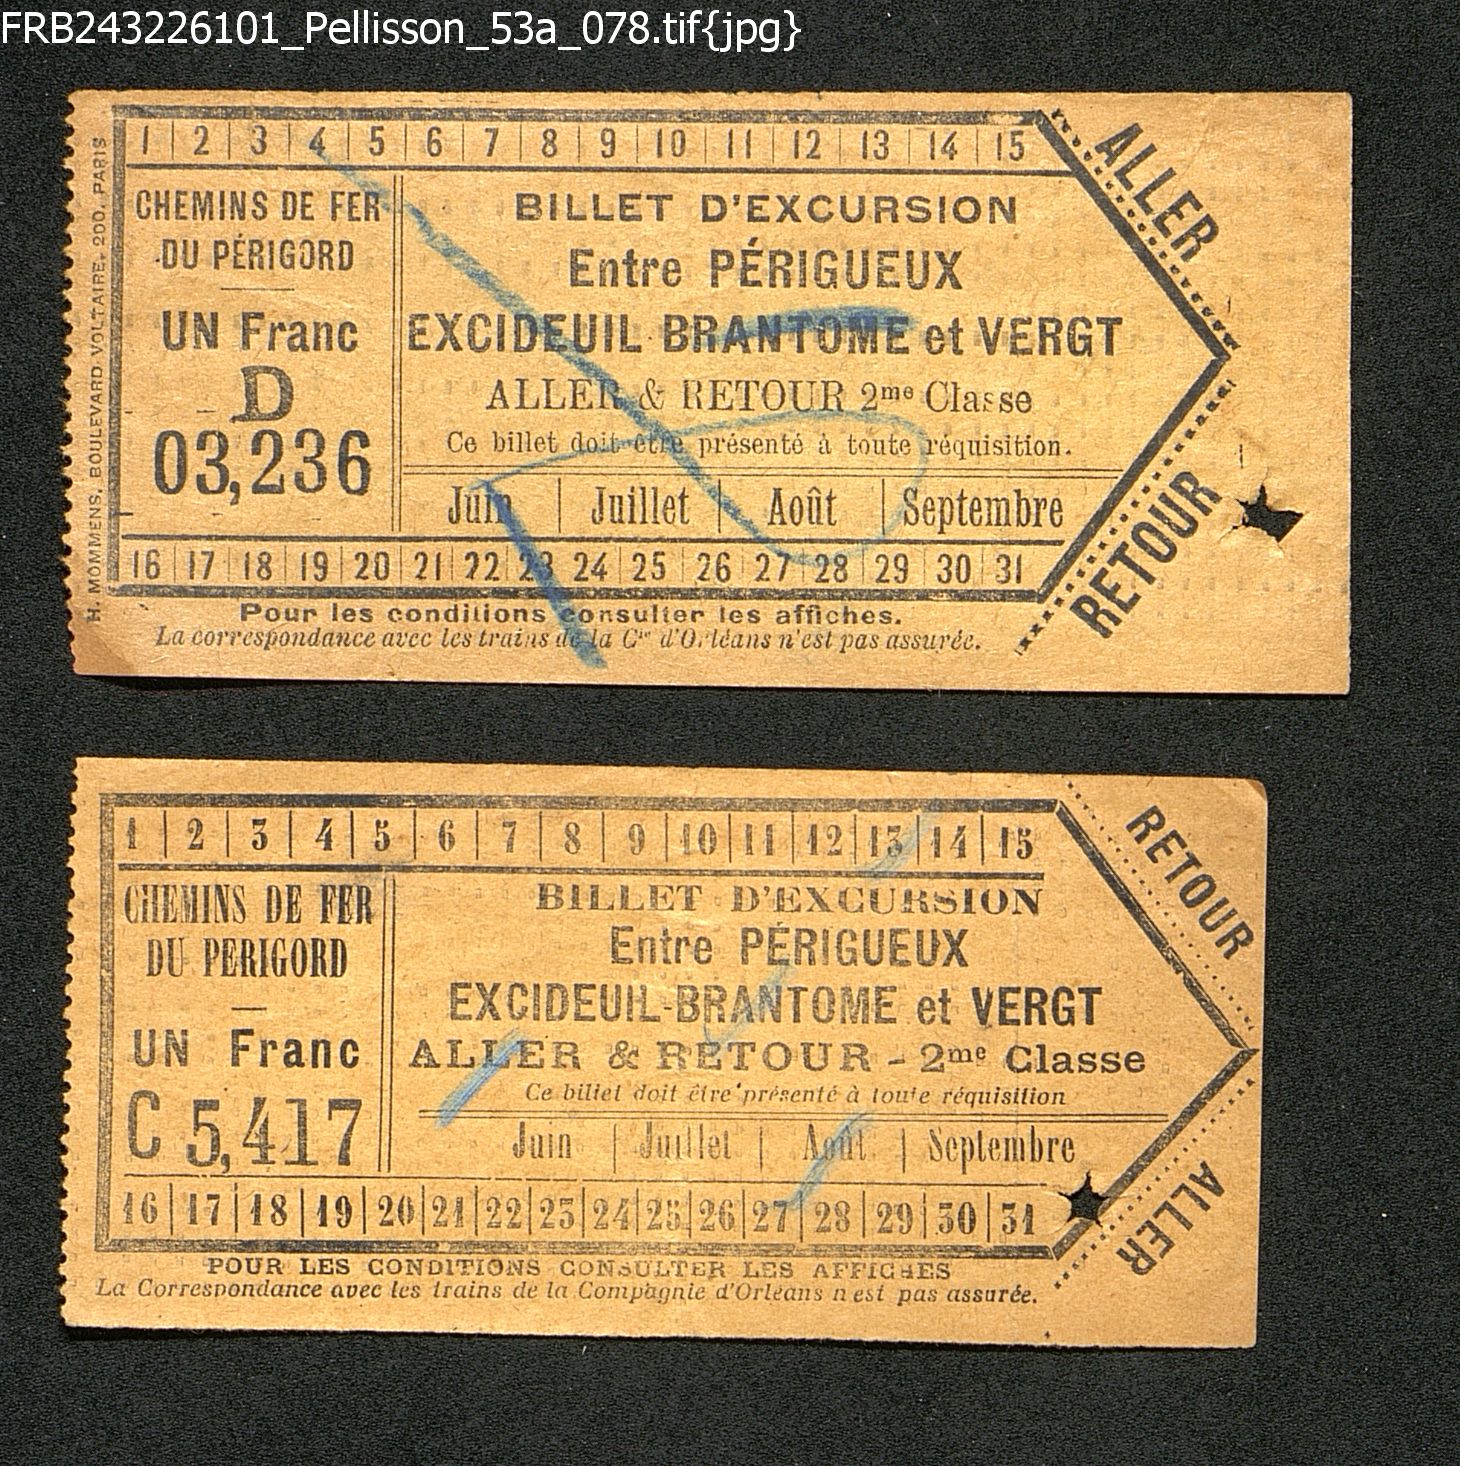 FRB243226101_Pellisson_53a_078.tif{jpg}
1 2 3 4 5 6 7 8 9 10 11 12 13 14 15
H. MOMMENS, BOULEVARD VOLTAIRE, 200, PARIS
CHEMINS DE FER
DU PÉRIGORD
UN Franc
D
03,236
BILLET D'EXCURSION
Entre PÉRIGUEUX
EXCIDEUIL BRANTOME et VERGT
ALLER & RETOUR 2me Classe
Ce billet doit être présenté à toute réquisition.
Juin Juillet Août Septembre
16 17 18 19 20 21 22 23 24 25 26 27 28 29 30 31
Pour les conditions consulter les affiches.
La correspondance avec les trains de la Cie d'Orléans n'est pas assurée.
ALLER
RETOUR
1 2 3 4 5 6 7 8 9 10 11 12 13 14 15
CHEMINS DE FER
DU PERIGORD
UN Franc
C 5,417
BILLET D'EXCURSION
Entre PÉRIGUEUX
EXCIDEUIL-BRANTOME et VERGT
ALLER & RETOUR - 2me Classe
Ce billet doit être présenté à toute réquisition
Juin Juillet Août Septembre
16 17 18 19 20 21 22 23 24 25 26 27 28 29 30 31
POUR LES CONDITIONS CONSULTER LES AFFICHES
La Correspondance avec les trains de la Compagnie d'Orléans n'est pas assurée.
RETOUR
ALLER